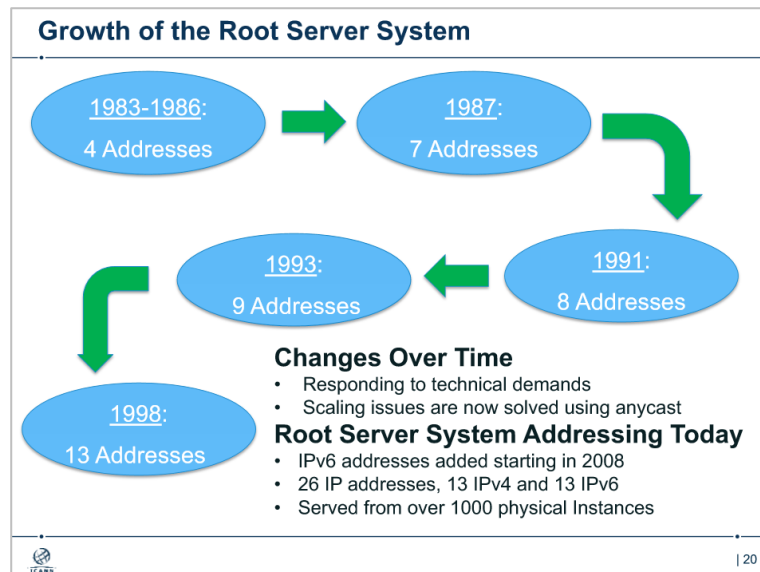 Growth of the Root Server System
1983-1986:
4 Addresses
1987:
7 Addresses
1991:
8 Addresses
1993:
9 Addresses
1998:
13 Addresses
Changes Over Time
• Responding to technical demands
• Scaling issues are now solved using anycast
Root Server System Addressing Today
• IPv6 addresses added starting in 2008
• 26 IP addresses, 13 IPv4 and 13 IPv6
• Served from over 1000 physical Instances
ICANN
| 20